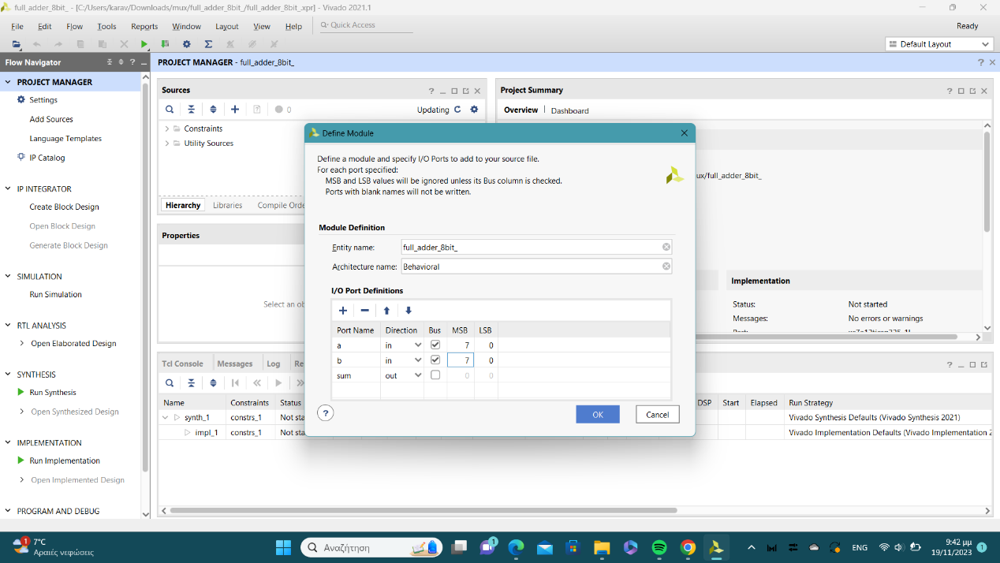 full_adder_8bit_ - [C:/Users/karav/Downloads/mux/full_adder_8bit_/full_adder_8bit_.xpr] - Vivado 2021.1
File Edit Flow Tools Reports Window Layout View Help Quick Access Ready
Default Layout
Flow Navigator
PROJECT MANAGER - full_adder_8bit_
PROJECT MANAGER
Settings
Add Sources
Language Templates
IP Catalog
IP INTEGRATOR
Create Block Design
Open Block Design
Generate Block Design
SIMULATION
Run Simulation
RTL ANALYSIS
Open Elaborated Design
SYNTHESIS
Run Synthesis
Open Synthesized Design
IMPLEMENTATION
Run Implementation
Open Implemented Design
PROGRAM AND DEBUG
Sources
0 Updating
Constraints
Utility Sources
Hierarchy Libraries Compile Orde
Properties
Select an ob
Project Summary
Overview | Dashboard
ux/full_adder_8bit_
Implementation
Status: Not started
Messages: No errors or warnings
Define Module
Define a module and specify I/O Ports to add to your source file.
For each port specified:
MSB and LSB values will be ignored unless its Bus column is checked.
Ports with blank names will not be written.
Module Definition
Entity name: full_adder_8bit_
Architecture name: Behavioral
I/O Port Definitions
Port Name Direction Bus MSB LSB
a in 7 0
b in 7 0
sum out 0 0
? OK Cancel
Tcl Console Messages Log Re
Name Constraints Status DSP Start Elapsed Run Strategy
synth_1 constrs_1 Not sta Vivado Synthesis Defaults (Vivado Synthesis 2021)
impl_1 constrs_1 Not sta Vivado Implementation Defaults (Vivado Implementation 2
1 7°C
Αραιές νεφώσεις
Αναζήτηση
1
ENG
9:42 μμ
19/11/2023
1